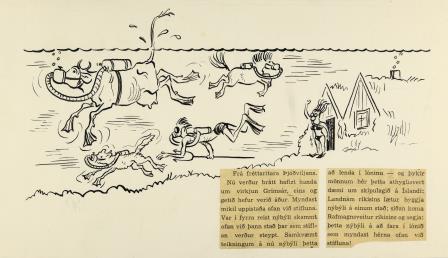 Frá fréttaritara Þjóðviljans.
Nú verður brátt hafizt handa
um virkjun Grímsár, eins og
getið hefur verið áður. Myndast
mikil uppistaða ofan við stífluna.
Var í fyrra reist nýbýli skammt
ofan við þann stað þar sem stífl-
an verður steypt. Samkvæmt
teikningum á nú nýbýli þetta
að lenda í lóninu — og þykir
mönnum hér þetta athyglisvert
dæmi um skipulagið á Íslandi:
Landnám ríkisins lætur byggja
nýbýli á einum stað; síðan koma
Rafmagnsveitur ríkisins og segja:
þetta nýbýli á að fara í lónið
sem myndast hérna ofan við
stífluna!